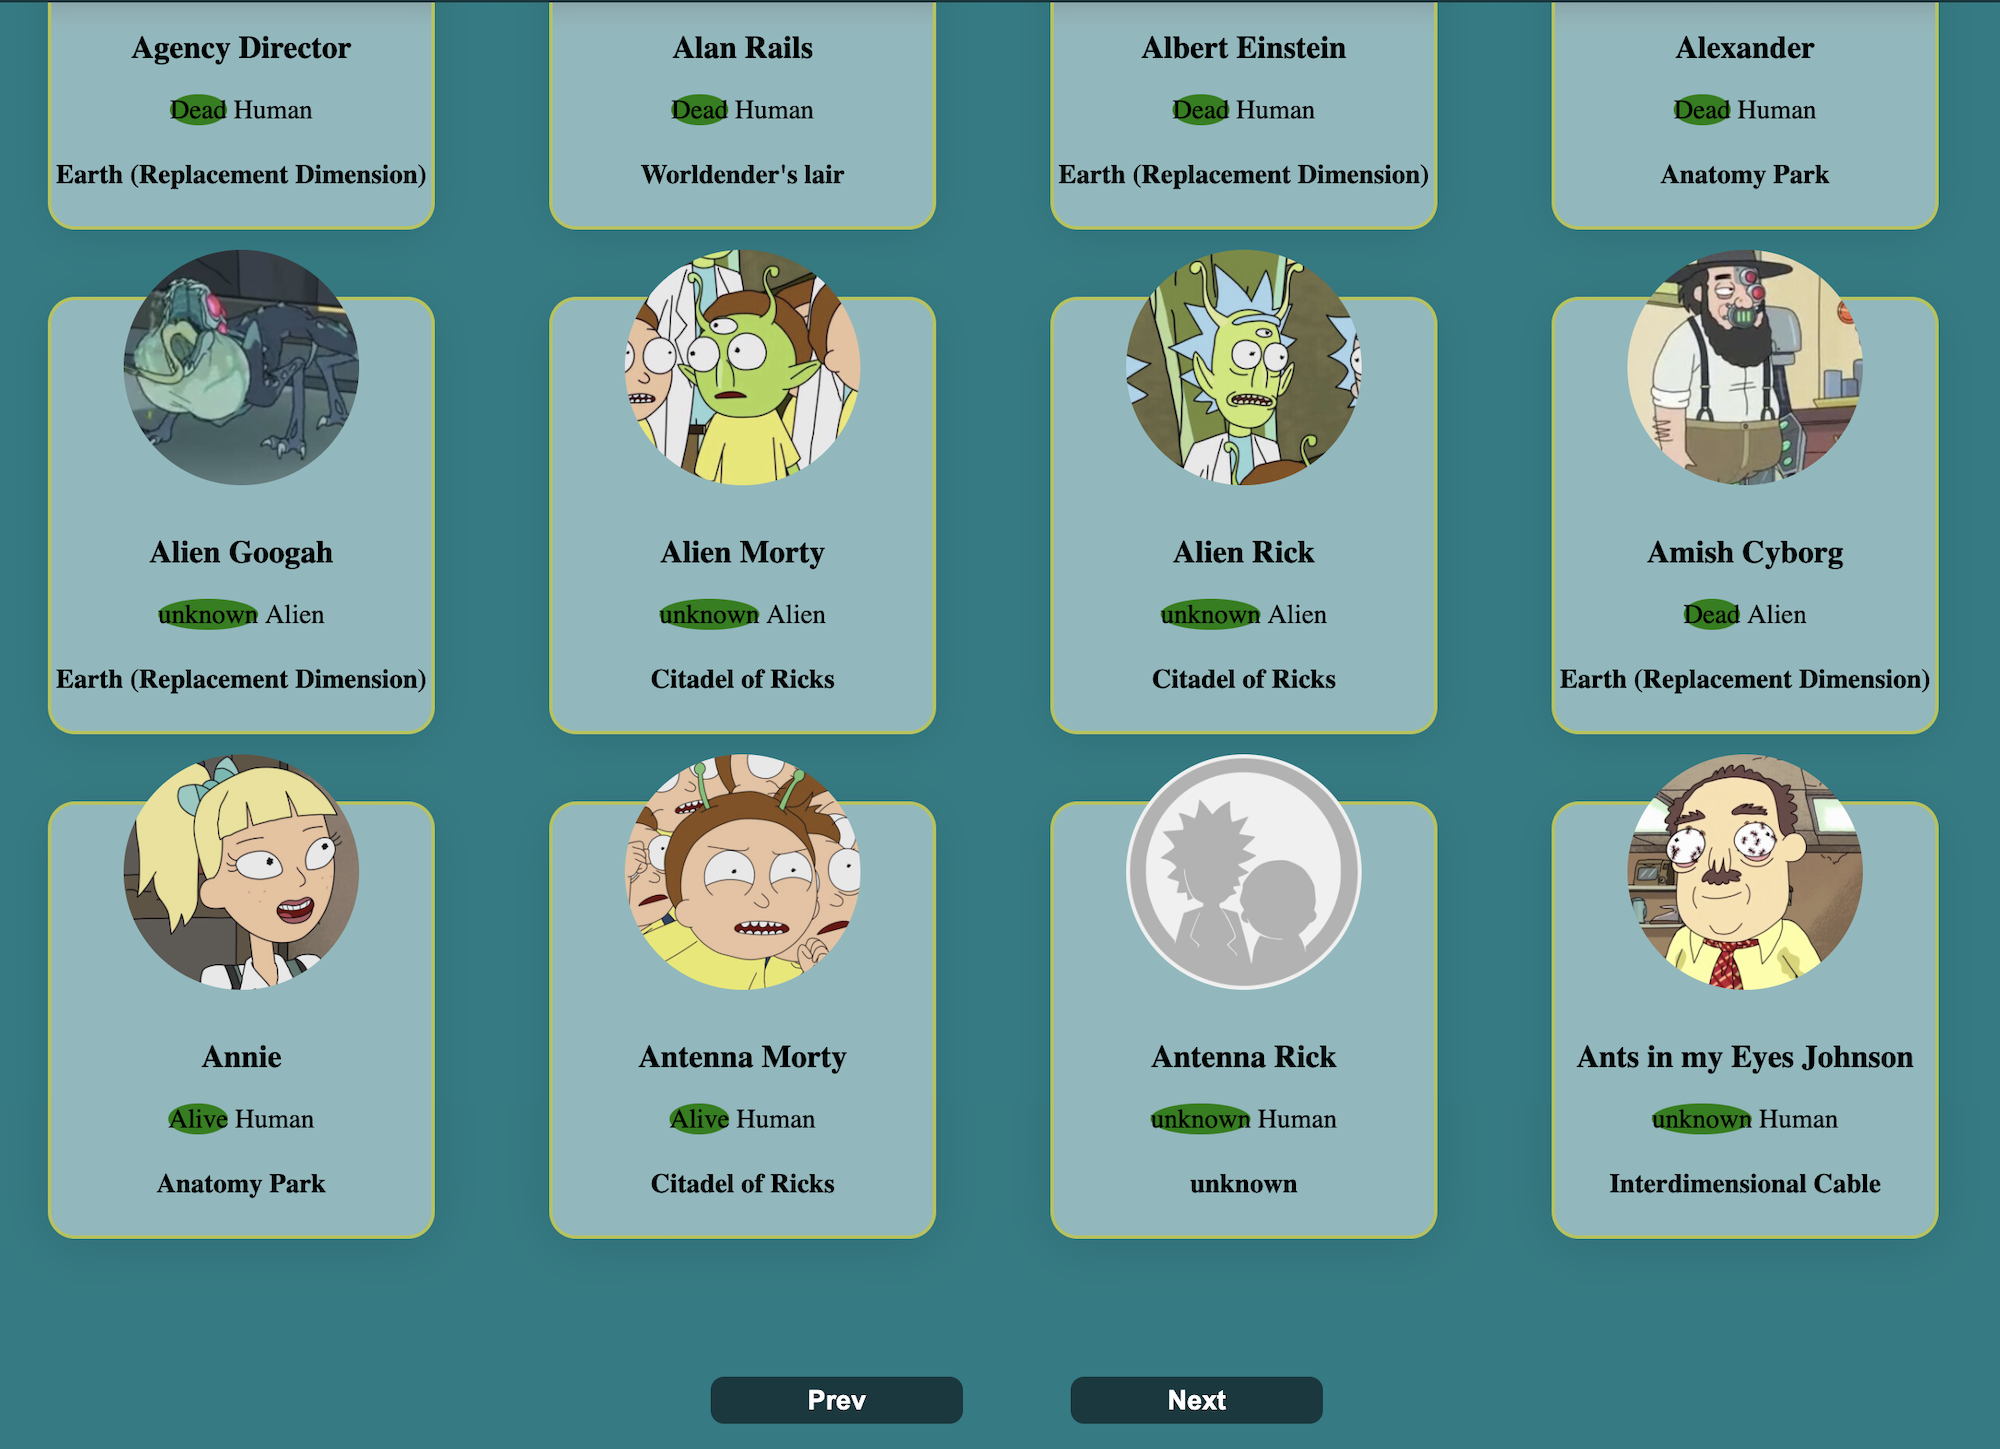 Agency Director
Alan Rails
Albert Einstein
Alexander
Dead Human
Dead Human
Dead Human
Dead Human
Earth (Replacement Dimension)
Worldender's lair
Earth (Replacement Dimension)
Anatomy Park
Alien Googah
Alien Morty
Alien Rick
Amish Cyborg
unknown Alien
unknown Alien
unknown Alien
Dead Alien
Earth (Replacement Dimension)
Citadel of Ricks
Citadel of Ricks
Earth (Replacement Dimension)
Annie
Antenna Morty
Antenna Rick
Ants in my Eyes Johnson
Alive Human
Alive Human
unknown Human
unknown Human
Anatomy Park
Citadel of Ricks
unknown
Interdimensional Cable
Prev
Next